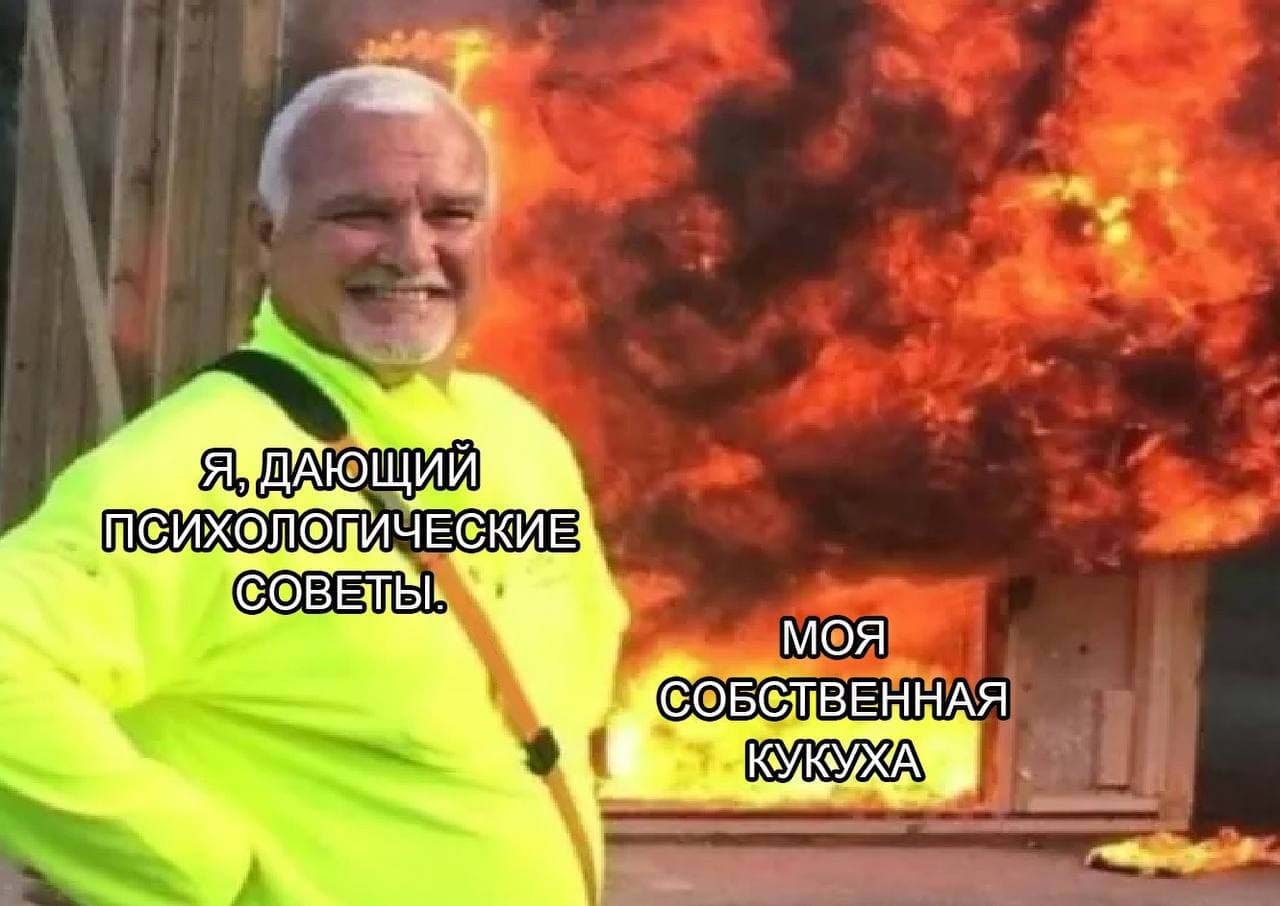 Я, ДАЮЩИЙ
ПСИХОЛОГИЧЕСКИЕ
СОВЕТЫ.
МОЯ
СОБСТВЕННАЯ
КУКУХА